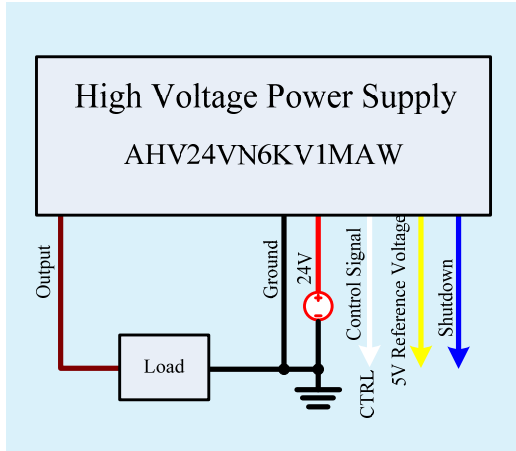 High Voltage Power Supply
AHV24VN6KV1MAW
Output
Ground
24V
Control Signal
5V Reference Voltage
Shutdown
Load
CTRL